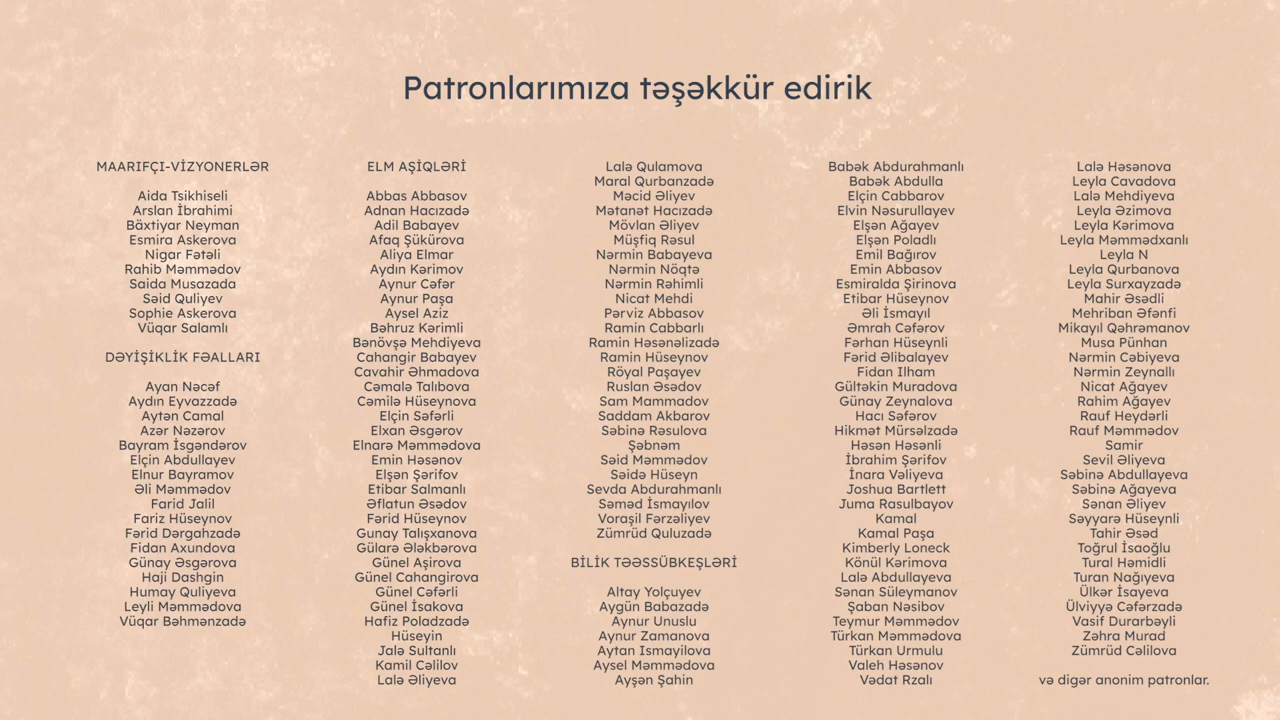 Patronlarımıza təşəkkür edirik
MAARIFÇI-VİZYONERLƏR
Aida Tsikhiseli
Arslan İbrahimi
Bäxtiyar Neyman
Esmira Askerova
Nigar Fətəli
Rahib Məmmədov
Saida Musazada
Səid Quliyev
Sophie Askerova
Vüqar Salamlı
DƏYİŞİKLİK FƏALLARI
Ayan Nəcəf
Aydın Eyvazzadə
Aytən Camal
Azər Nəzərov
Bayram İsgəndərov
Elçin Abdullayev
Elnur Bayramov
Əli Məmmədov
Farid Jalil
Fariz Hüseynov
Fərid Dərgahzadə
Fidan Axundova
Günay Əsgərova
Haji Dashgin
Humay Quliyeva
Leyli Məmmədova
Vüqar Bəhmənzadə
ELM AŞİQLƏRİ
Abbas Abbasov
Adnan Hacızadə
Adil Babayev
Afaq Şükürova
Aliya Elmar
Aydın Kərimov
Aynur Cəfər
Aynur Paşa
Aysel Aziz
Bəhruz Kərimli
Bənövşə Mehdiyeva
Cahangir Babayev
Cavahir Əhmadova
Cəmalə Talıbova
Cəmilə Hüseynova
Elçin Səfərli
Elxan Əsgərov
Elnarə Məmmədova
Emin Həsənov
Elşən Şərifov
Etibar Salmanlı
Əflatun Əsədov
Fərid Hüseynov
Gunay Talışxanova
Gülarə Ələkbərova
Günel Aşirova
Günel Cahangirova
Günel Cəfərli
Günel İsakova
Hafiz Poladzadə
Hüseyin
Jalə Sultanlı
Kamil Cəlilov
Lalə Əliyeva
Lalə Qulamova
Maral Qurbanzadə
Məcid Əliyev
Mətanət Hacızadə
Mövlan Əliyev
Müşfiq Rəsul
Nərmin Babayeva
Nərmin Nöqtə
Nərmin Rəhimli
Nicat Mehdi
Pərviz Abbasov
Ramin Cabbarlı
Ramin Həsənəlizadə
Ramin Hüseynov
Röyal Paşayev
Ruslan Əsədov
Sam Mammadov
Saddam Akbarov
Səbinə Rəsulova
Şəbnəm
Səid Məmmədov
Səidə Hüseyn
Sevda Abdurahmanlı
Səməd İsmayılov
Voraşil Fərzəliyev
Zümrüd Quluzadə
BİLİK TƏƏSSÜBKEŞLƏRİ
Altay Yolçuyev
Aygün Babazadə
Aynur Unuslu
Aynur Zamanova
Aytan Ismayilova
Aysel Məmmədova
Ayşən Şahin
Babək Abdurahmanlı
Babək Abdulla
Elçin Cabbarov
Elvin Nəsurullayev
Elşən Ağayev
Elşən Poladlı
Emil Bağırov
Emin Abbasov
Esmiralda Şirinova
Etibar Hüseynov
Əli İsmayıl
Əmrah Cəfərov
Fərhan Hüseynli
Fərid Əlibalayev
Fidan Ilham
Gültəkin Muradova
Günay Zeynalova
Hacı Səfərov
Hikmət Mürsəlzadə
Həsən Həsənli
İbrahim Şərifov
İnara Vəliyeva
Joshua Bartlett
Juma Rasulbayov
Kamal
Kamal Paşa
Kimberly Loneck
Könül Kərimova
Lalə Abdullayeva
Sənan Süleymanov
Şaban Nəsibov
Teymur Məmmədov
Türkan Məmmədova
Türkan Urmulu
Valeh Həsənov
Vədat Rzalı
Lalə Həsənova
Leyla Cavadova
Lalə Mehdiyeva
Leyla Əzimova
Leyla Kərimova
Leyla Məmmədxanlı
Leyla N
Leyla Qurbanova
Leyla Surxayzadə
Mahir Əsədli
Mehriban Əfənfi
Mikayıl Qəhrəmanov
Musa Pünhan
Nərmin Cəbiyeva
Nərmin Zeynallı
Nicat Ağayev
Rahim Ağayev
Rauf Heydərli
Rauf Məmmədov
Samir
Sevil Əliyeva
Səbinə Abdullayeva
Səbinə Ağayeva
Sənan Əliyev
Səyyarə Hüseynli
Tahir Əsəd
Toğrul İsaoğlu
Tural Həmidli
Turan Nağıyeva
Ülkər İsayeva
Ülviyyə Cəfərzadə
Vasif Durarbəyli
Zəhra Murad
Zümrüd Cəlilova
və digər anonim patronlar.